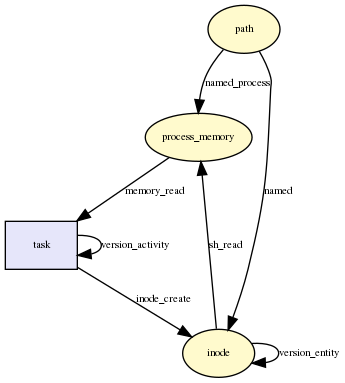 path
named_process
process_memory
memory_read
named
task
version_activity
sh_read
inode_create
inode
version_entity